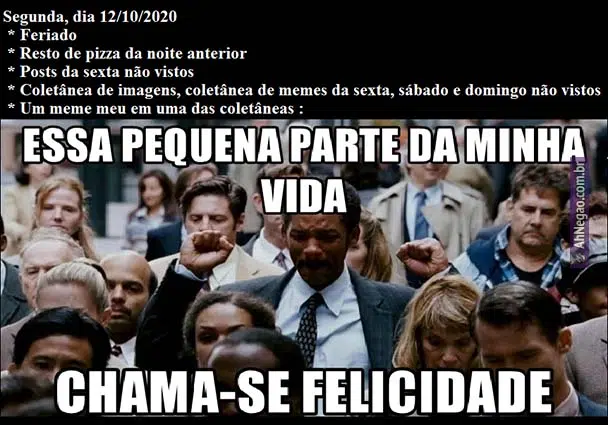 Segunda, dia 12/10/2020
* Feriado
* Resto de pizza da noite anterior
* Posts da sexta não vistos
* Coletânea de imagens, coletânea de memes da sexta, sábado e domingo não vistos
* Um meme meu em uma das coletâneas :
ESSA PEQUENA PARTE DA MINHA
VIDA
AhNegao.com.br
CHAMA-SE FELICIDADE